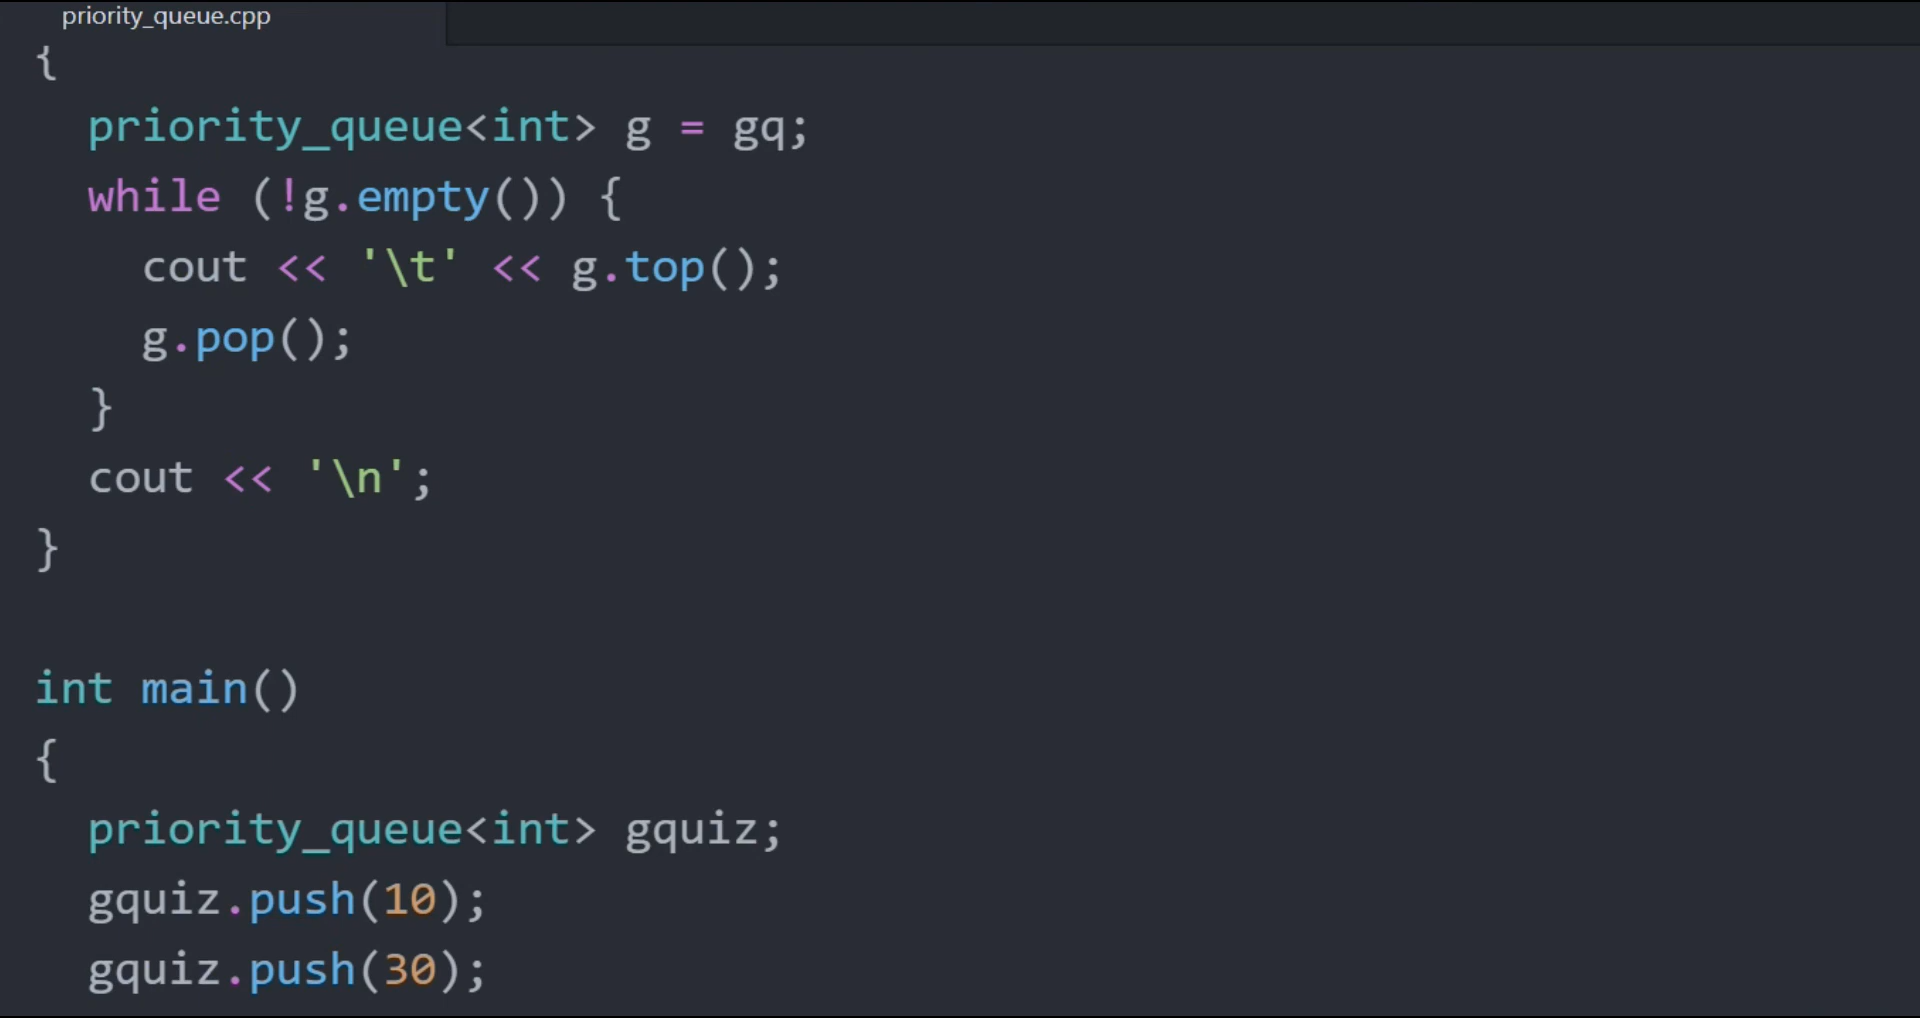 priority_queue.cpp
{
priority_queue<int> g = gq;
while (!g.empty()) {
cout << '\t' << g.top();
g.pop();
}
cout << '\n';
}
int main()
{
priority_queue<int> gquiz;
gquiz.push(10);
gquiz.push(30);